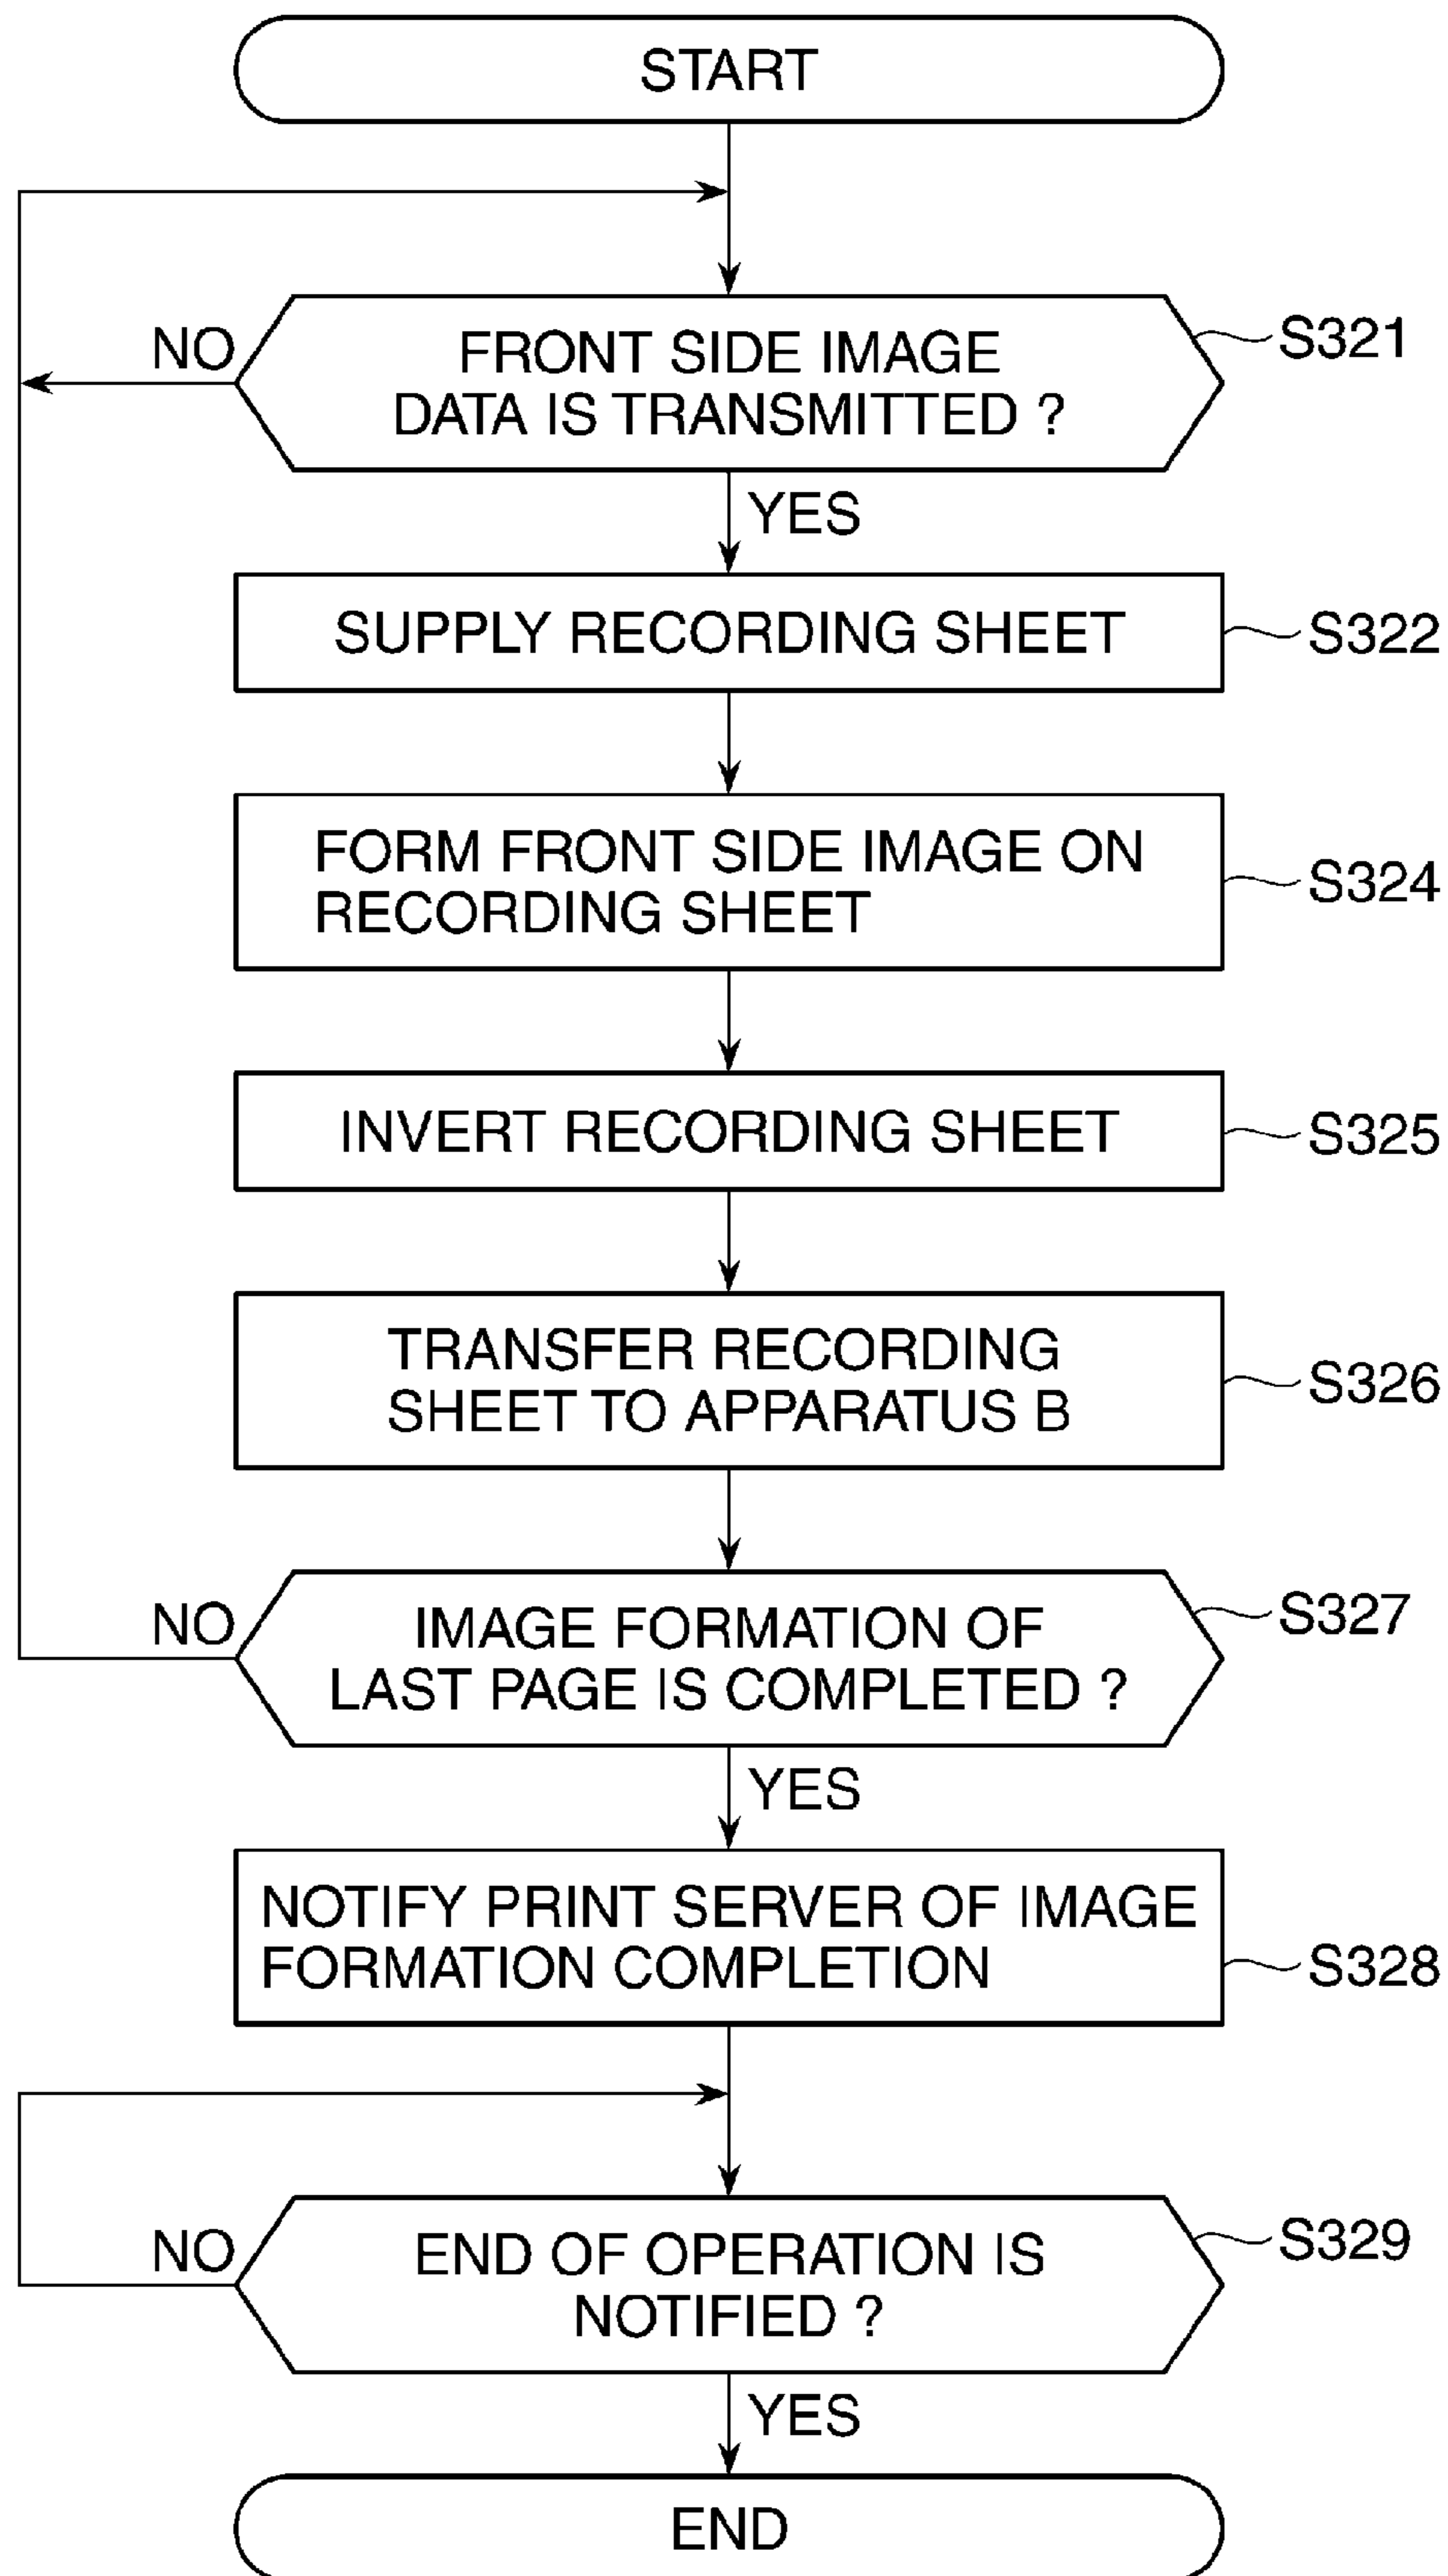 START
NO
FRONT SIDE IMAGE
DATA IS TRANSMITTED ?
S321
YES
SUPPLY RECORDING SHEET
S322
FORM FRONT SIDE IMAGE ON
RECORDING SHEET
S324
INVERT RECORDING SHEET
S325
TRANSFER RECORDING
SHEET TO APPARATUS B
S326
NO
IMAGE FORMATION OF
LAST PAGE IS COMPLETED ?
S327
YES
NOTIFY PRINT SERVER OF IMAGE
FORMATION COMPLETION
S328
NO
END OF OPERATION IS
NOTIFIED ?
S329
YES
END